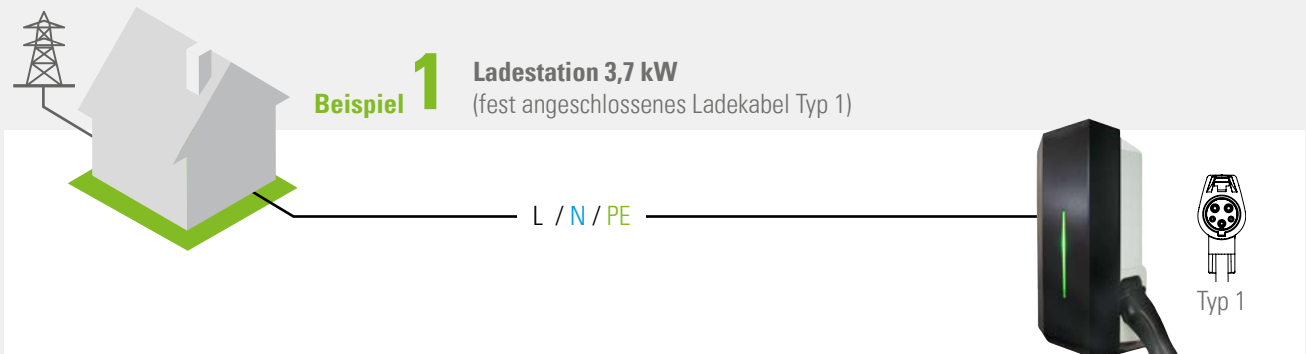 Beispiel 1
Ladestation 3,7 kW
(fest angeschlossenes Ladekabel Typ 1)
L / N / PE
Typ 1